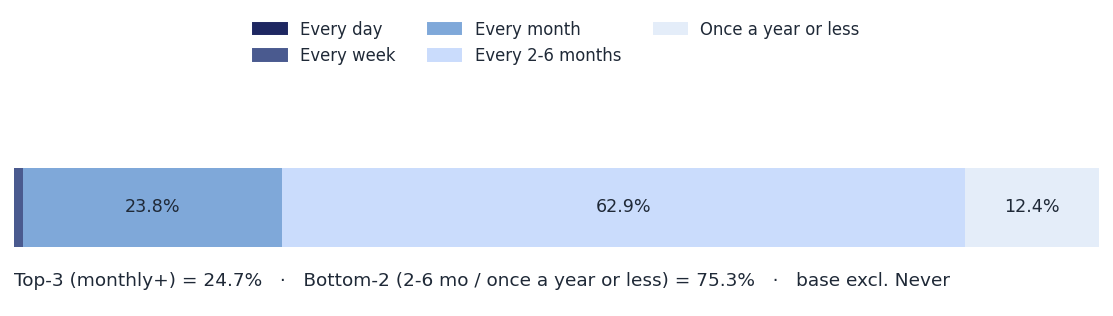 Every day Every month Once a year or less
Every week Every 2-6 months
23.8% 62.9% 12.4%
Top-3 (monthly+) = 24.7% · Bottom-2 (2-6 mo / once a year or less) = 75.3% · base excl. Never